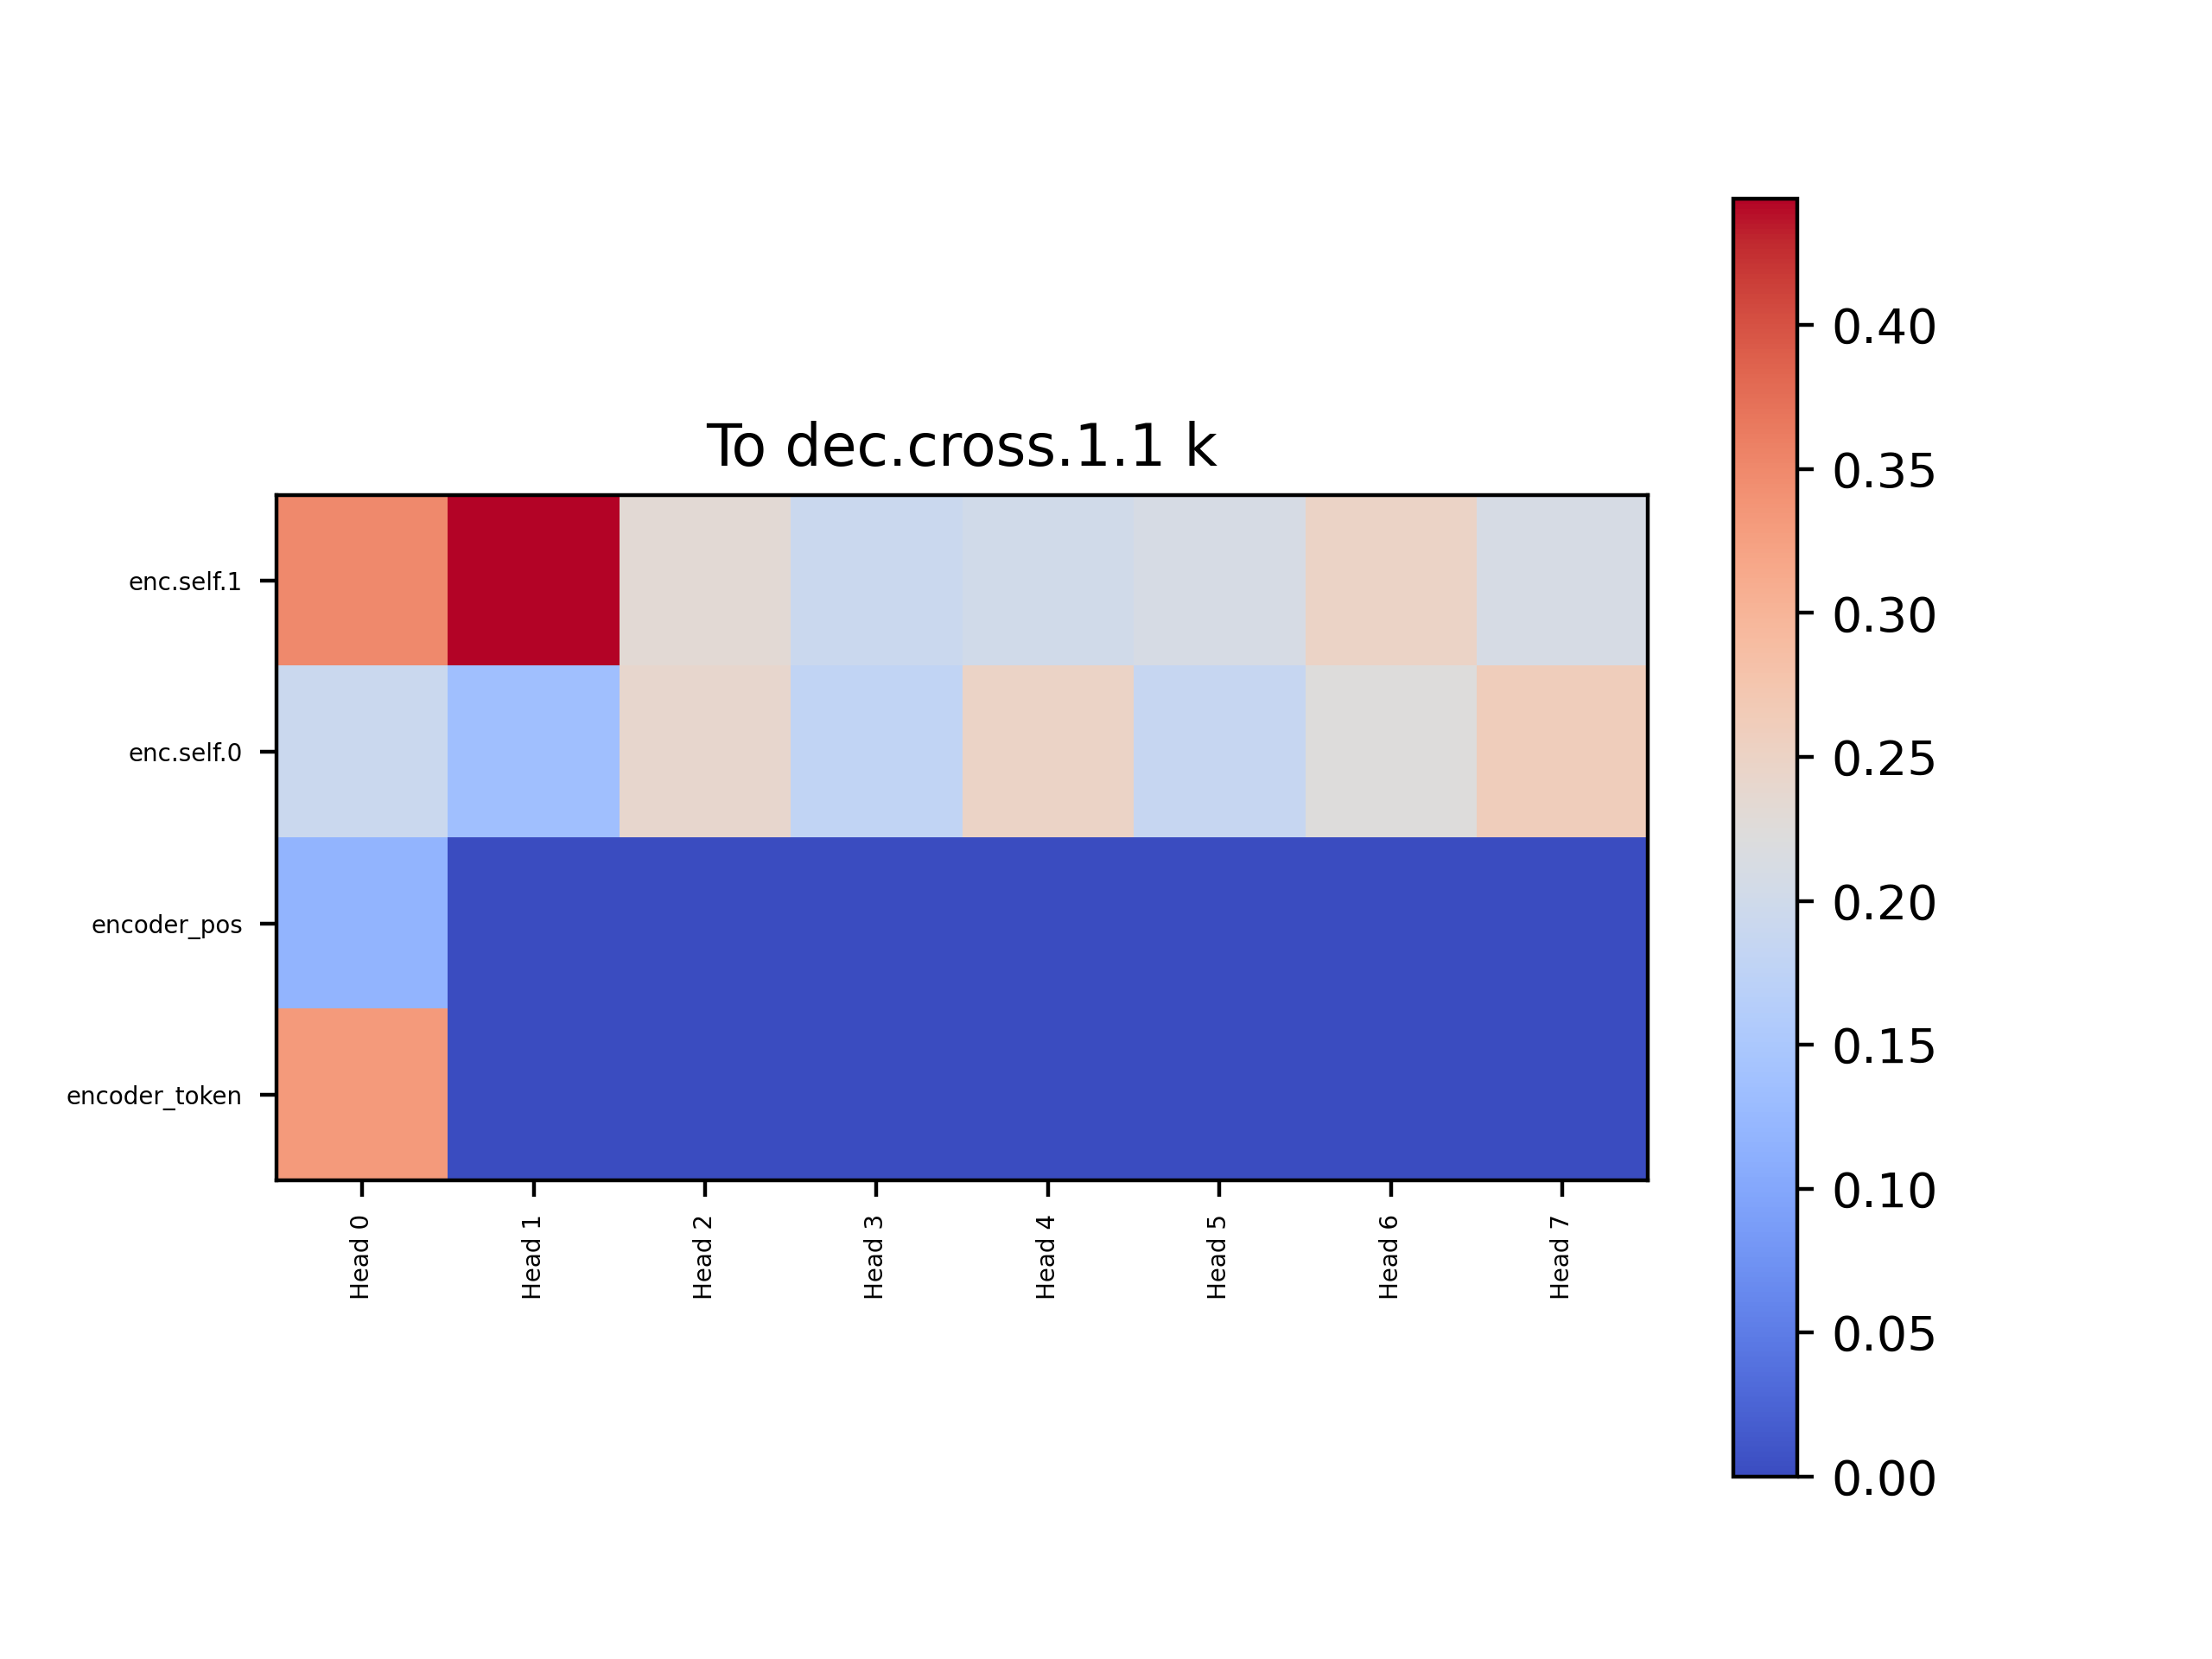 To dec.cross.1.1 k
enc.self.1
enc.self.0
encoder_pos
encoder_token
Head 0
Head 1
Head 2
Head 3
Head 4
Head 5
Head 6
Head 7
0.40
0.35
0.30
0.25
0.20
0.15
0.10
0.05
0.00